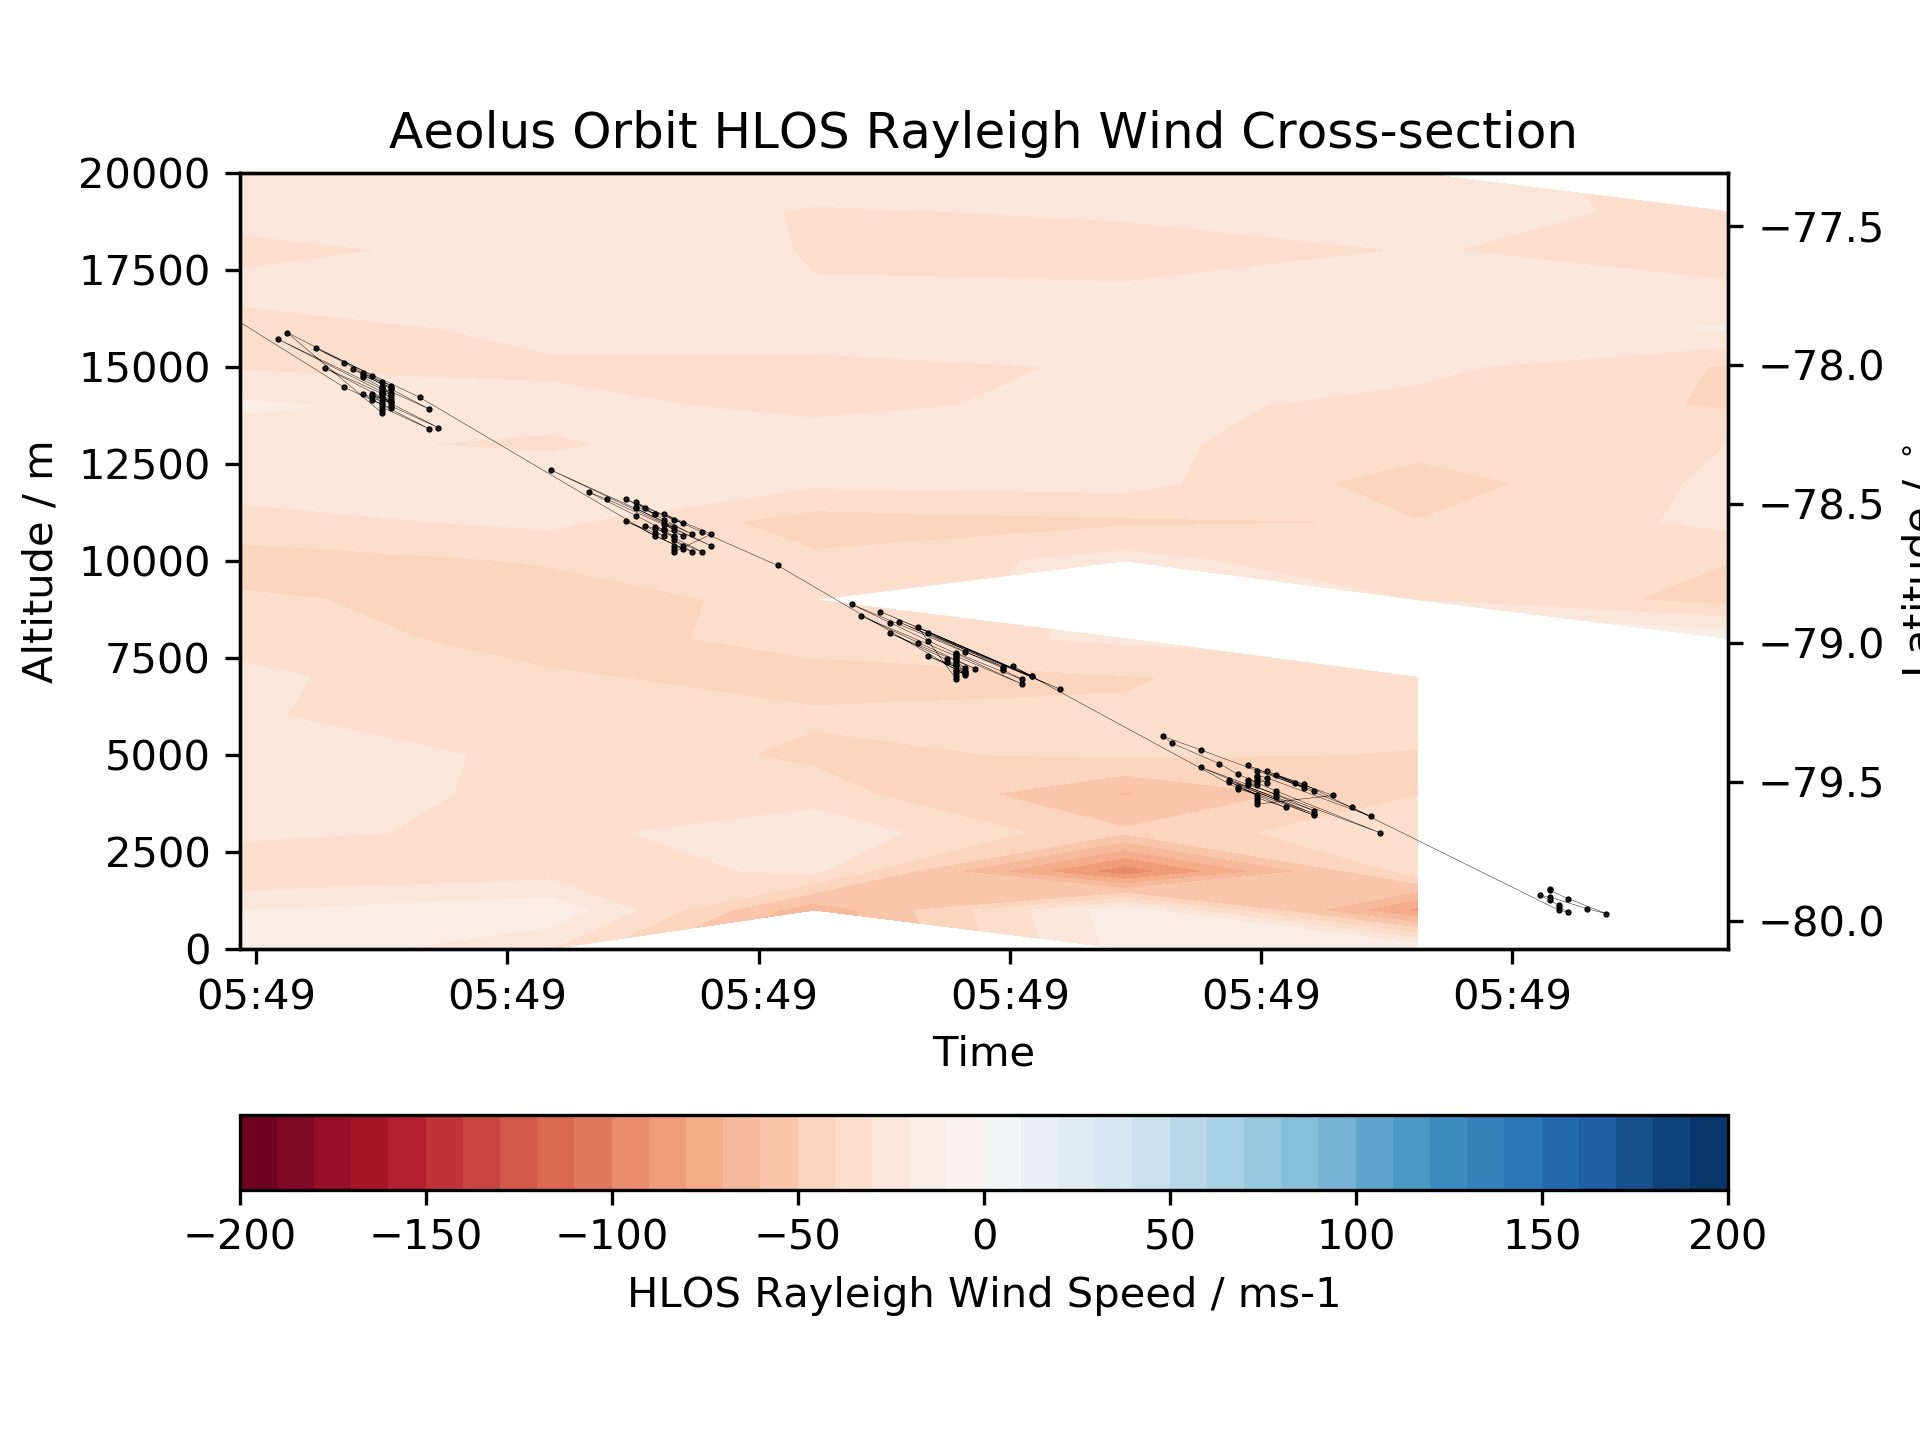 Aeolus Orbit HLOS Rayleigh Wind Cross-section
20000
17500
15000
12500
10000
7500
5000
2500
0
Altitude / m
−77.5
−78.0
−78.5
−79.0
−79.5
−80.0
Latitude / °
05:49 05:49 05:49 05:49 05:49 05:49
Time
−200 −150 −100 −50 0 50 100 150 200
HLOS Rayleigh Wind Speed / ms-1